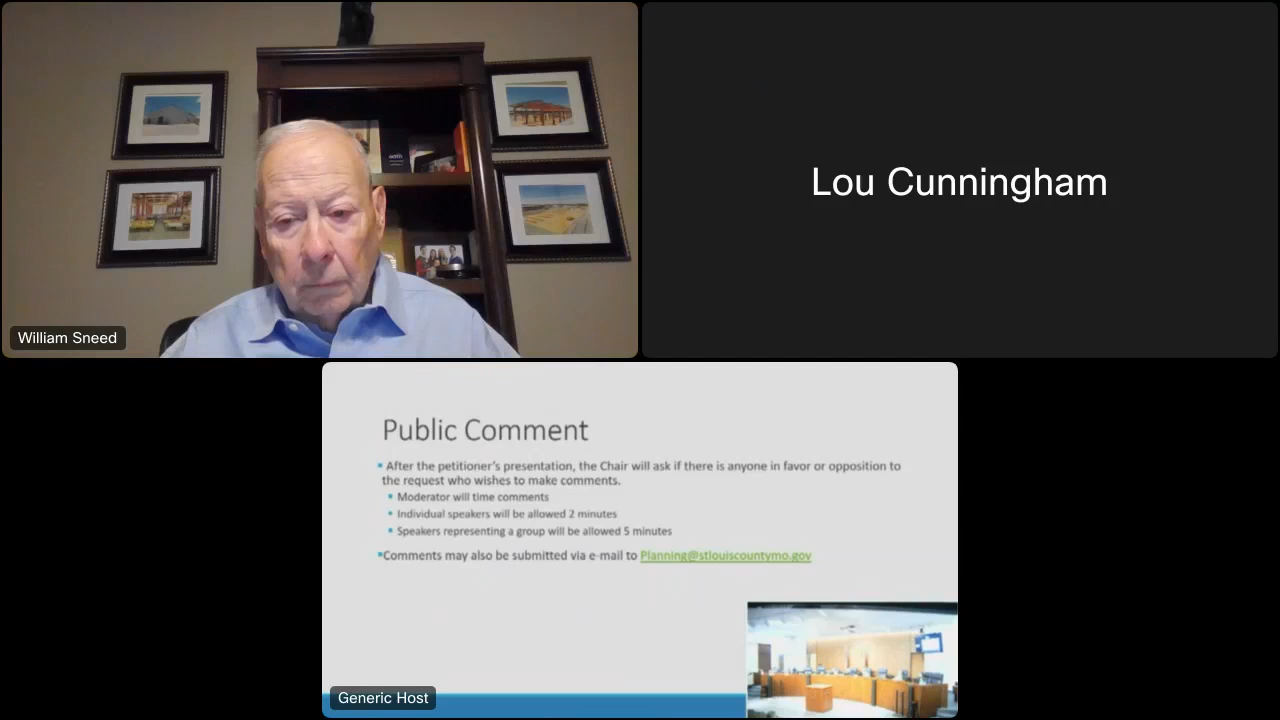 William Sneed
Lou Cunningham
Public Comment
After the petitioner's presentation, the Chair will ask if there is anyone in favor or opposition to
the request who wishes to make comments.
Moderator will time comments
Individual speakers will be allowed 2 minutes
Speakers representing a group will be allowed 5 minutes
Comments may also be submitted via e-mail to Planning@stlouiscountymo.gov
Generic Host